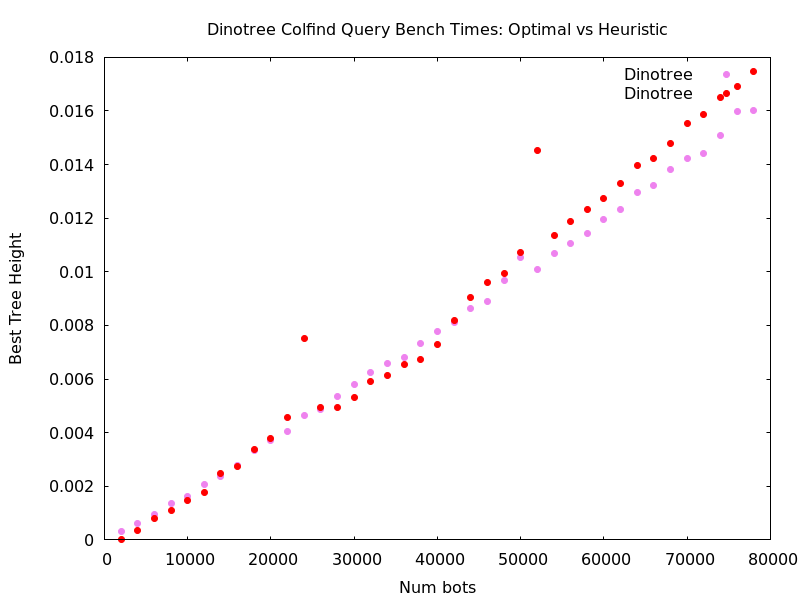 Dinotree Colfind Query Bench Times: Optimal vs Heuristic
0.018
0.016
0.014
0.012
0.01
0.008
0.006
0.004
0.002
0
Best Tree Height
Dinotree
Dinotree
0 10000 20000 30000 40000 50000 60000 70000 80000
Num bots